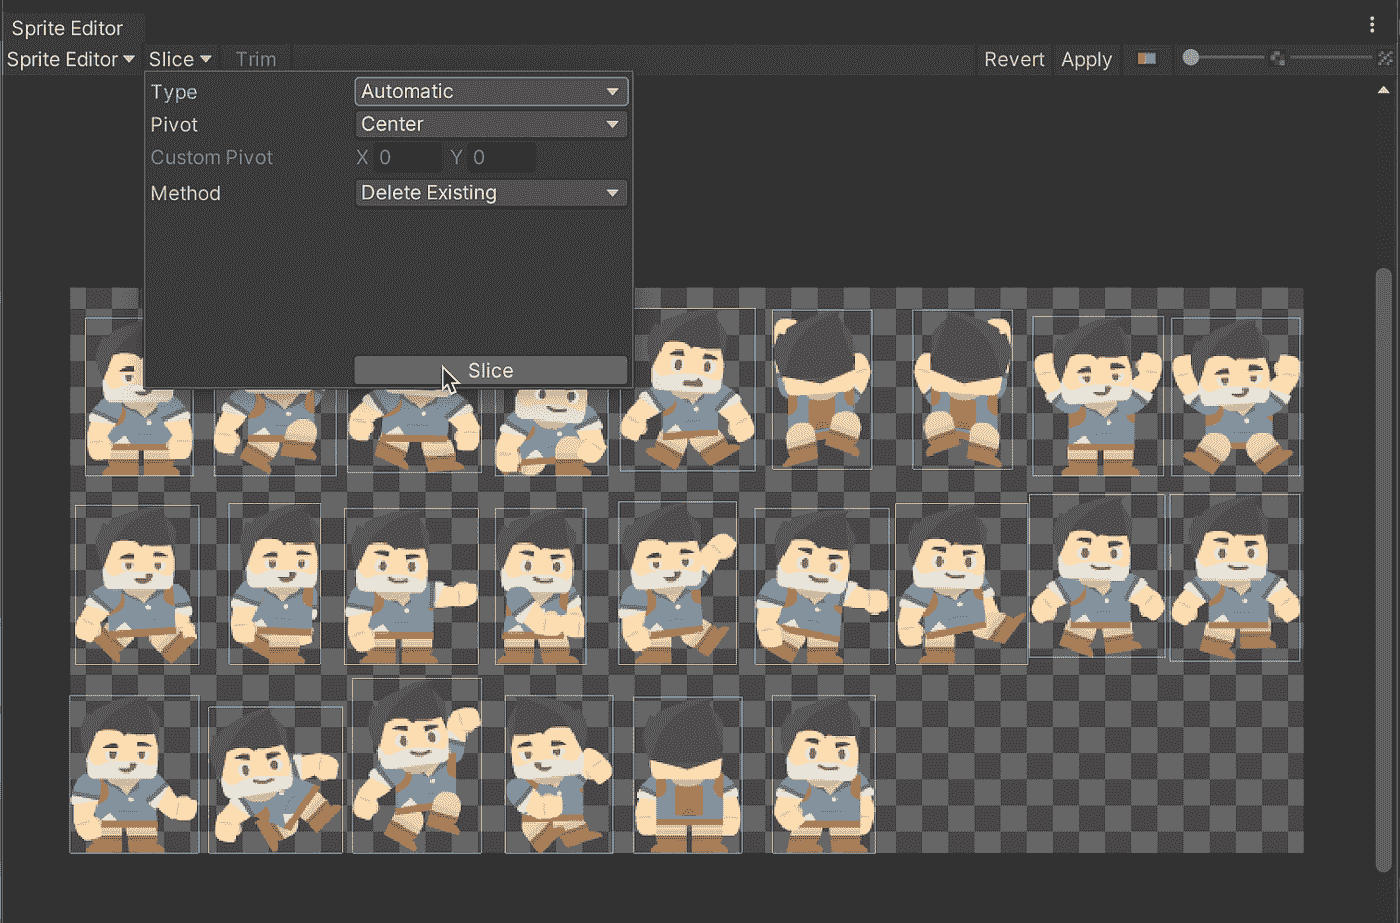 Sprite Editor
Sprite Editor Slice Trim Revert Apply
Type Automatic
Pivot Center
Custom Pivot X 0 Y 0
Method Delete Existing
Slice